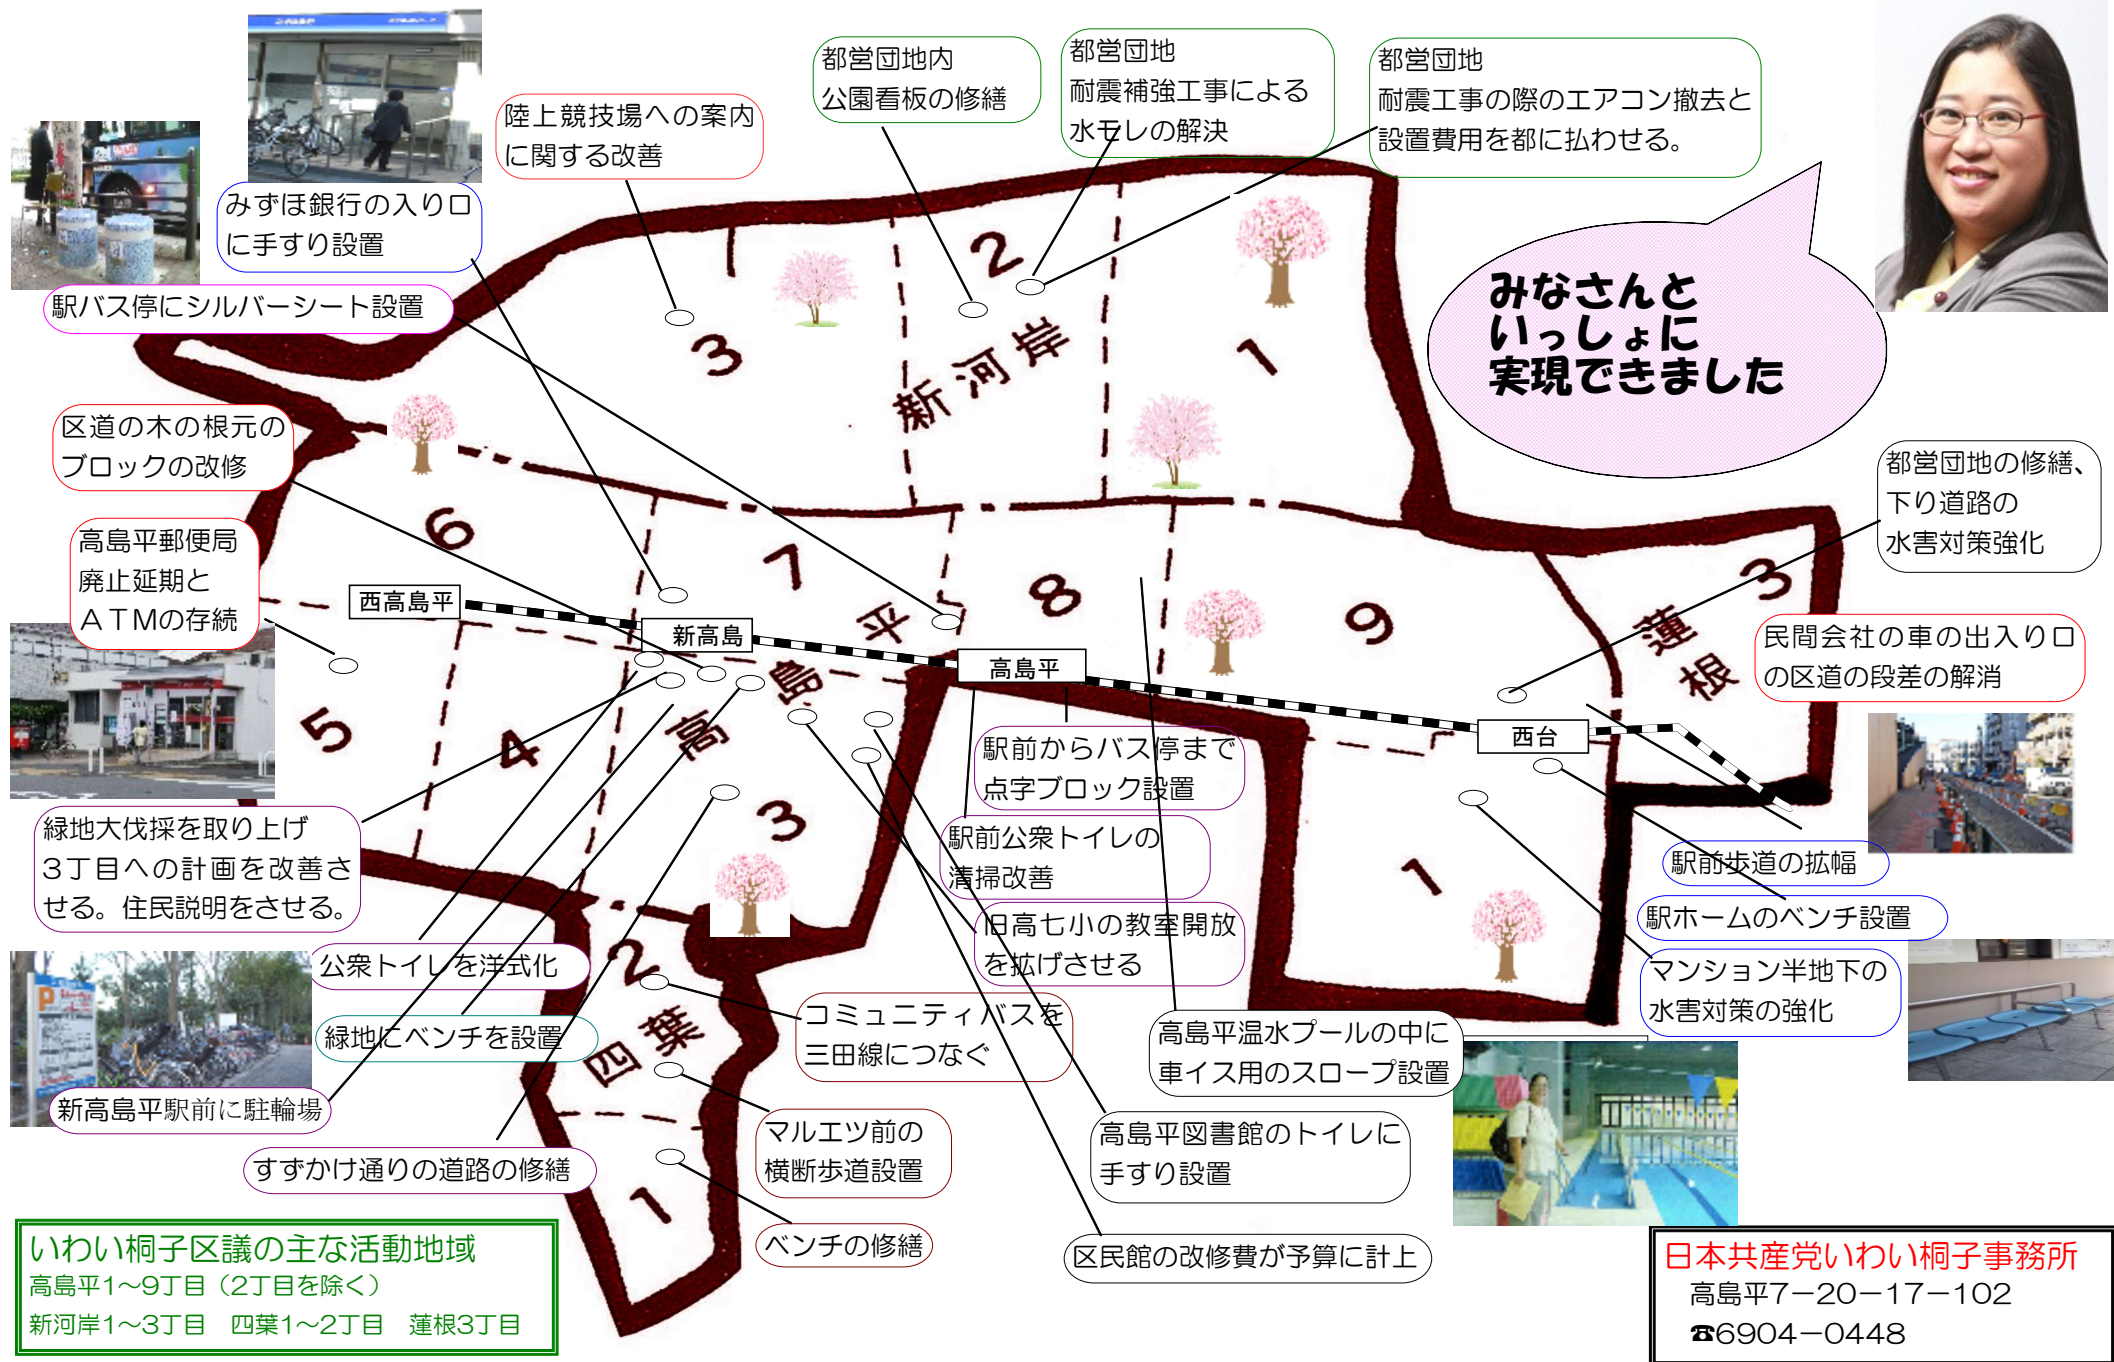 都営団地内
公園看板の修繕
都営団地
耐震補強工事による
水モレの解決
都営団地
耐震工事の際のエアコン撤去と
設置費用を都に払わせる。
陸上競技場への案内
に関する改善
みずほ銀行の入り口
に手すり設置
駅バス停にシルバーシート設置
みなさんと
いっしょに
実現できました
区道の木の根元の
ブロックの改修
高島平郵便局
廃止延期と
ATMの存続
都営団地の修繕、
下り道路の
水害対策強化
民間会社の車の出入り口
の区道の段差の解消
3
2
1
新河岸
6
7
8
9
3
蓮根
西高島平
新高島
高島平
西台
5
4
高島平
3
1
駅前からバス停まで
点字ブロック設置
駅前公衆トイレの
清掃改善
旧高七小の教室開放
を拡げさせる
緑地大伐採を取り上げ
3丁目への計画を改善さ
せる。住民説明をさせる。
公衆トイレを洋式化
緑地にベンチを設置
P
新高島平駅前に駐輪場
すずかけ通りの道路の修繕
2
四葉
1
コミュニティバスを
三田線につなぐ
マルエツ前の
横断歩道設置
ベンチの修繕
高島平温水プールの中に
車イス用のスロープ設置
高島平図書館のトイレに
手すり設置
区民館の改修費が予算に計上
駅前歩道の拡幅
駅ホームのベンチ設置
マンション半地下の
水害対策の強化
いわい桐子区議の主な活動地域
高島平1〜9丁目（2丁目を除く）
新河岸1〜3丁目　四葉1〜2丁目　蓮根3丁目
日本共産党いわい桐子事務所
高島平7−20−17−102
☎6904−0448